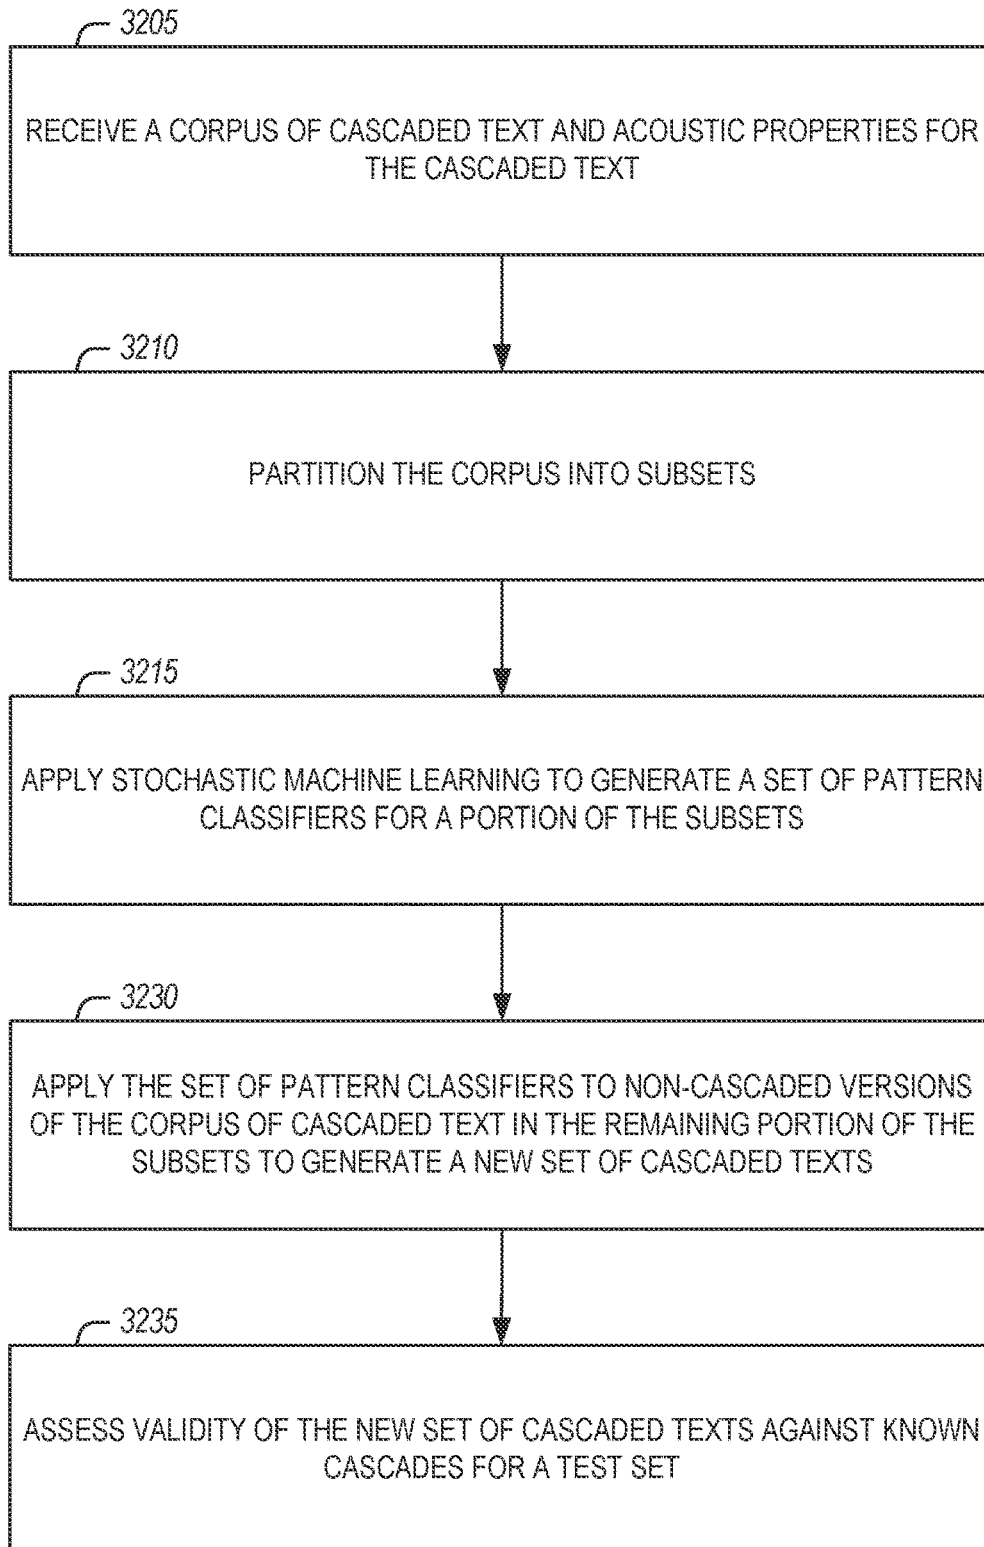 3205
RECEIVE A CORPUS OF CASCADED TEXT AND ACOUSTIC PROPERTIES FOR
THE CASCADED TEXT
3210
PARTITION THE CORPUS INTO SUBSETS
3215
APPLY STOCHASTIC MACHINE LEARNING TO GENERATE A SET OF PATTERN
CLASSIFIERS FOR A PORTION OF THE SUBSETS
3230
APPLY THE SET OF PATTERN CLASSIFIERS TO NON-CASCADED VERSIONS
OF THE CORPUS OF CASCADED TEXT IN THE REMAINING PORTION OF THE
SUBSETS TO GENERATE A NEW SET OF CASCADED TEXTS
3235
ASSESS VALIDITY OF THE NEW SET OF CASCADED TEXTS AGAINST KNOWN
CASCADES FOR A TEST SET